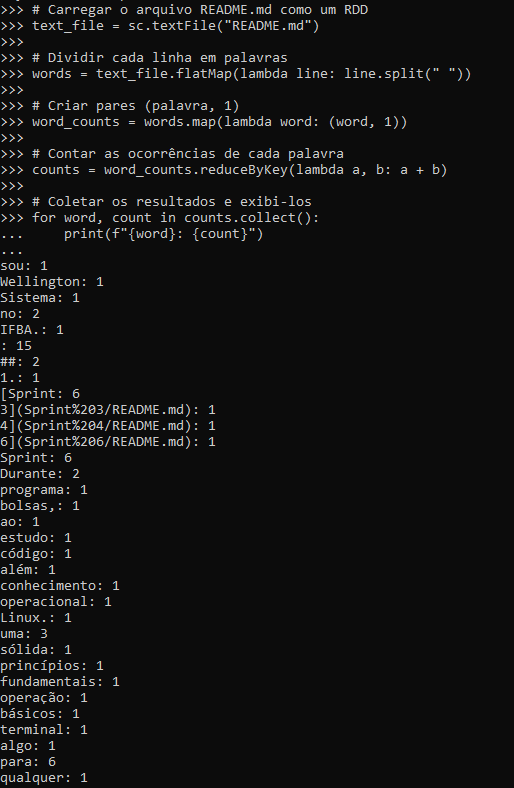 >>> # Carregar o arquivo README.md como um RDD
>>> text_file = sc.textFile("README.md")
>>>
>>> # Dividir cada linha em palavras
>>> words = text_file.flatMap(lambda line: line.split(" "))
>>>
>>> # Criar pares (palavra, 1)
>>> word_counts = words.map(lambda word: (word, 1))
>>>
>>> # Contar as ocorrências de cada palavra
>>> counts = word_counts.reduceByKey(lambda a, b: a + b)
>>>
>>> # Coletar os resultados e exibi-los
>>> for word, count in counts.collect():
...     print(f"{word}: {count}")
...
sou: 1
Wellington: 1
Sistema: 1
no: 2
IFBA.: 1
: 15
##: 2
1.: 1
[Sprint: 6
3](Sprint%203/README.md): 1
4](Sprint%204/README.md): 1
6](Sprint%206/README.md): 1
Sprint: 6
Durante: 2
programa: 1
bolsas,: 1
ao: 1
estudo: 1
código: 1
além: 1
conhecimento: 1
operacional: 1
Linux.: 1
uma: 3
sólida: 1
princípios: 1
fundamentais: 1
operação: 1
básicos: 1
terminal: 1
algo: 1
para: 6
qualquer: 1